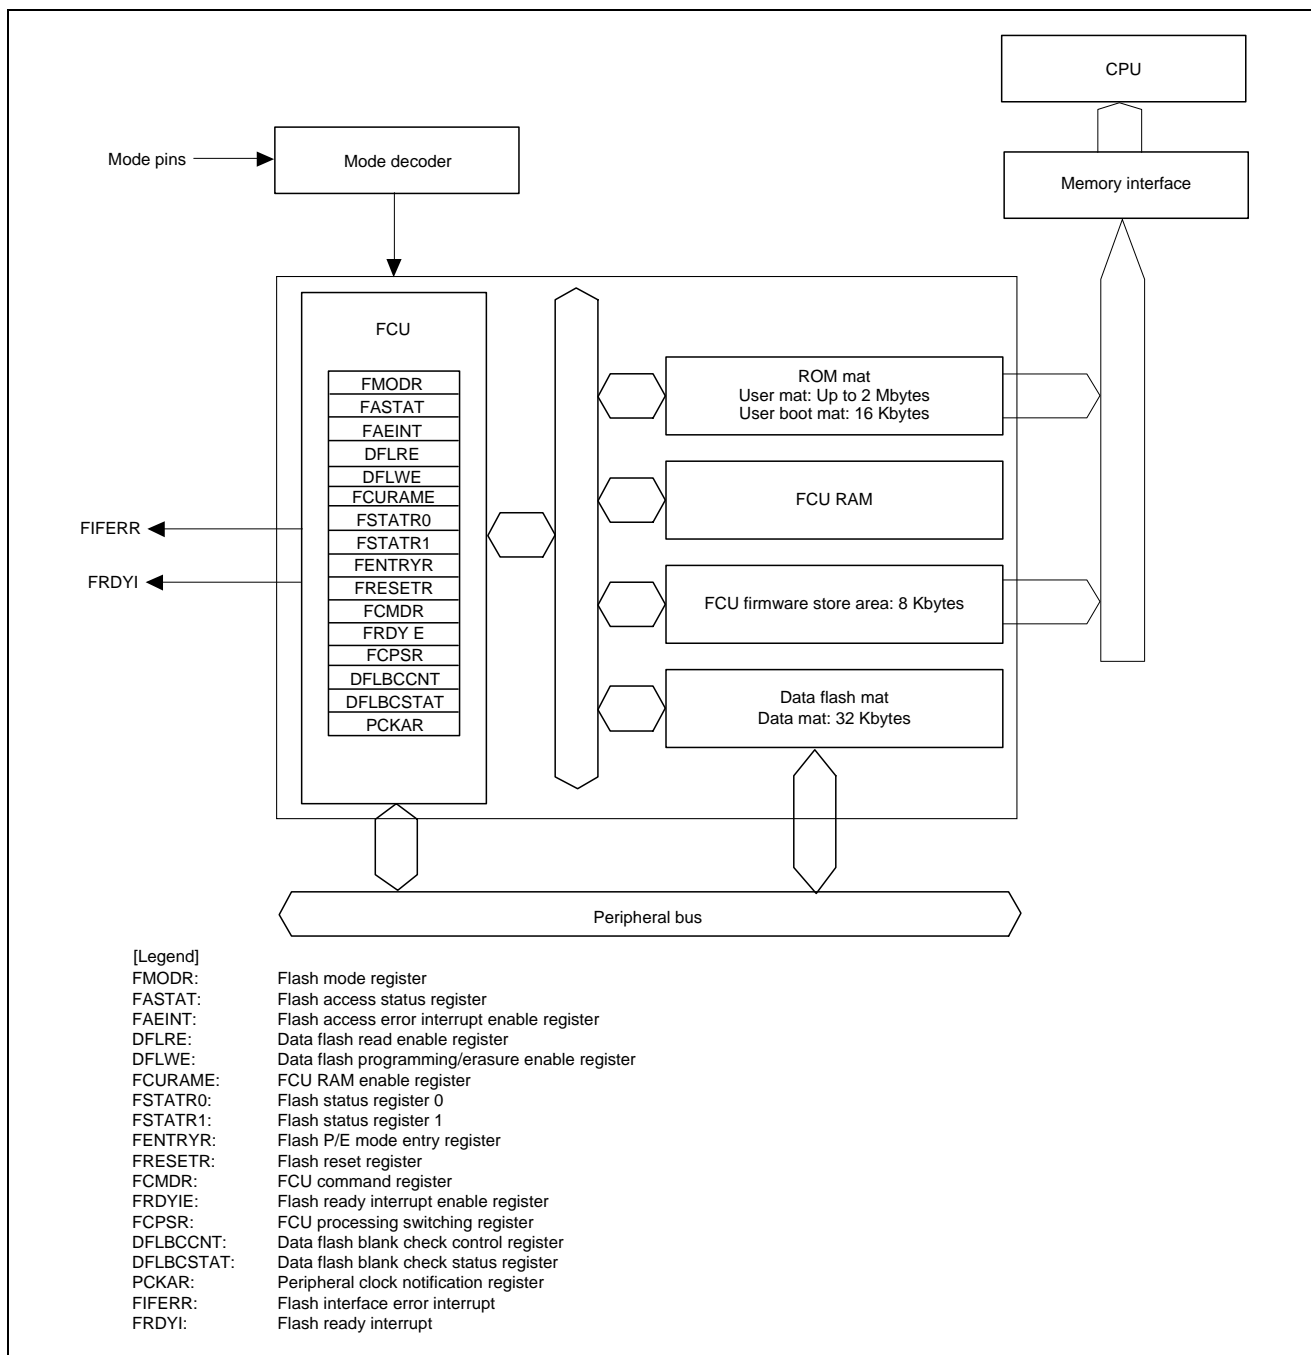 CPU
Mode pins
Mode decoder
Memory interface
FCU
FMODR
FASTAT
FAEINT
DFLRE
DFLWE
FCURAME
FSTATR0
FSTATR1
FENTRYR
FRESETR
FCMDR
FRDY E
FCPSR
DFLBCCNT
DFLBCSTAT
PCKAR
FIFERR
FRDYI
ROM mat
User mat: Up to 2 Mbytes
User boot mat: 16 Kbytes
FCU RAM
FCU firmware store area: 8 Kbytes
Data flash mat
Data mat: 32 Kbytes
Peripheral bus
[Legend]
FMODR: Flash mode register
FASTAT: Flash access status register
FAEINT: Flash access error interrupt enable register
DFLRE: Data flash read enable register
DFLWE: Data flash programming/erasure enable register
FCURAME: FCU RAM enable register
FSTATR0: Flash status register 0
FSTATR1: Flash status register 1
FENTRYR: Flash P/E mode entry register
FRESETR: Flash reset register
FCMDR: FCU command register
FRDYIE: Flash ready interrupt enable register
FCPSR: FCU processing switching register
DFLBCCNT: Data flash blank check control register
DFLBCSTAT: Data flash blank check status register
PCKAR: Peripheral clock notification register
FIFERR: Flash interface error interrupt
FRDYI: Flash ready interrupt